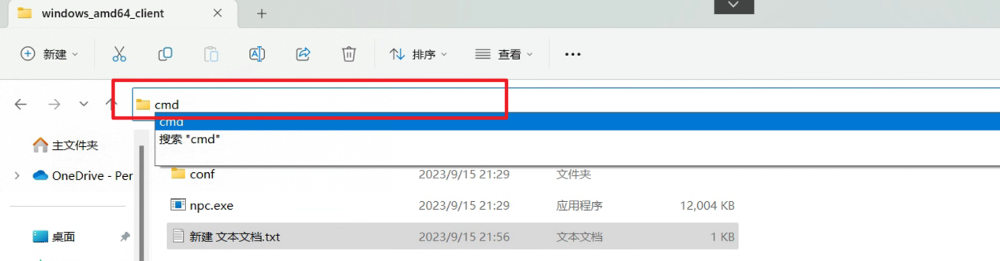 windows_amd64_client
新建
排序
查看
cmd
cmd
搜索 "cmd"
主文件夹
OneDrive - Per
conf 2023/9/15 21:29 文件夹
npc.exe 2023/9/15 21:29 应用程序 12,004 KB
桌面
新建 文本文档.txt 2023/9/15 21:56 文本文档 1 KB